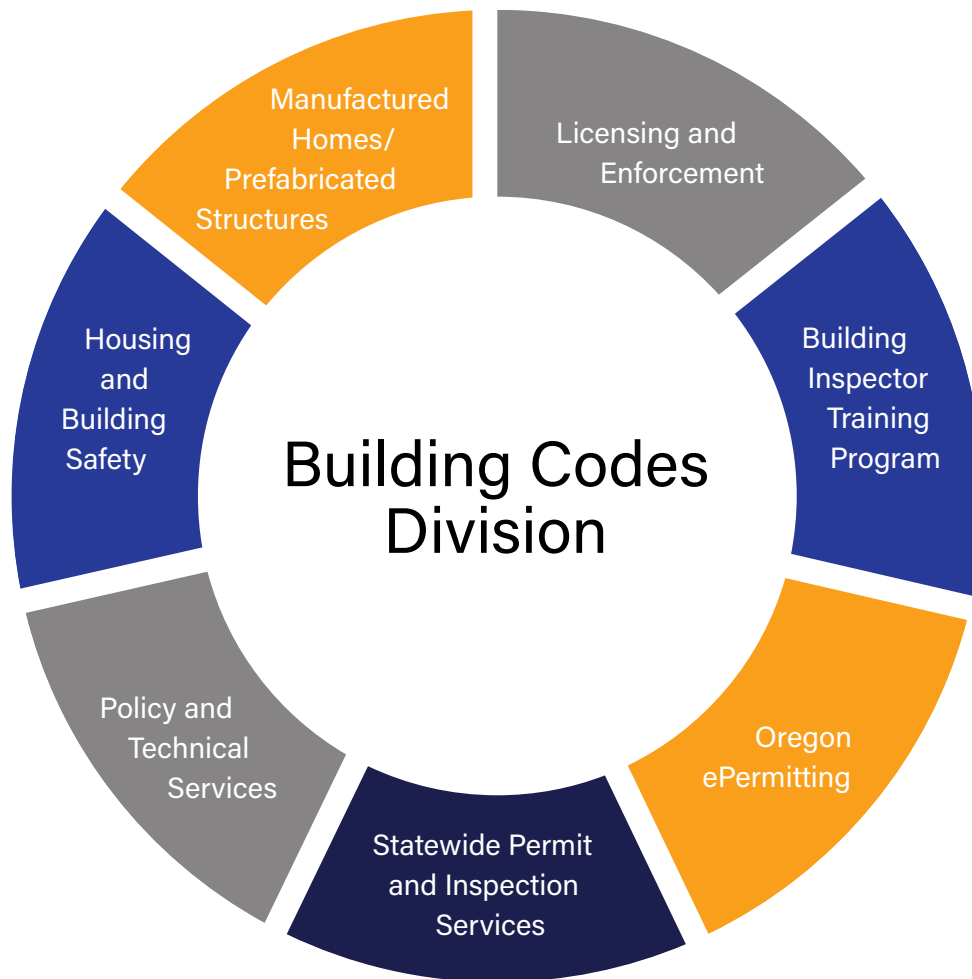 Manufactured
Homes/
Prefabricated
Structures
Licensing and
Enforcement
Housing
and
Building
Safety
Building
Inspector
Training
Program
Building Codes
Division
Policy and
Technical
Services
Oregon
ePermitting
Statewide Permit
and Inspection
Services